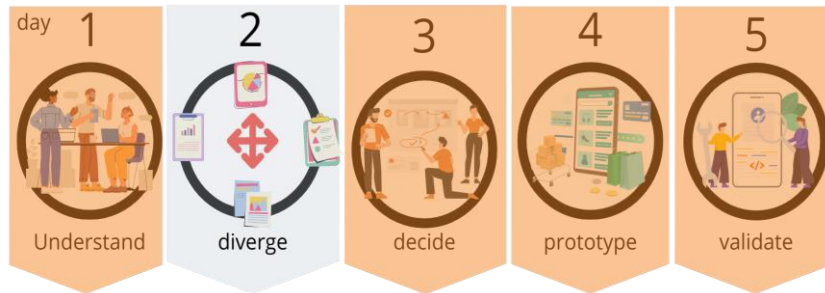 day 1
Understand
2
diverge
3
decide
4
prototype
5
validate